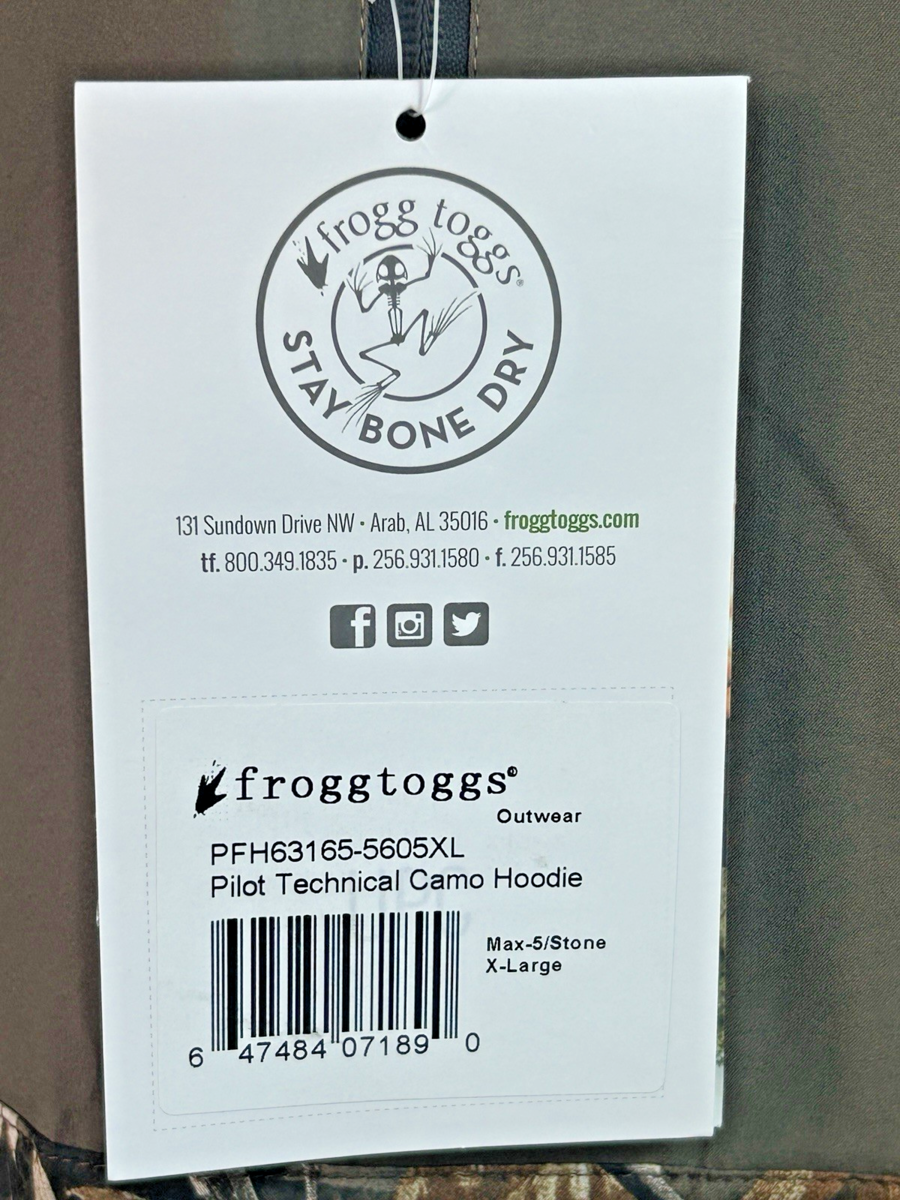 frogg toggs®
STAY BONE DRY
131 Sundown Drive NW • Arab, AL 35016 • froggtoggs.com
tf. 800.349.1835 • p. 256.931.1580 • f. 256.931.1585
froggtoggs®
Outwear
PFH63165-5605XL
Pilot Technical Camo Hoodie
Max-5/Stone
X-Large
6 47484 07189 0